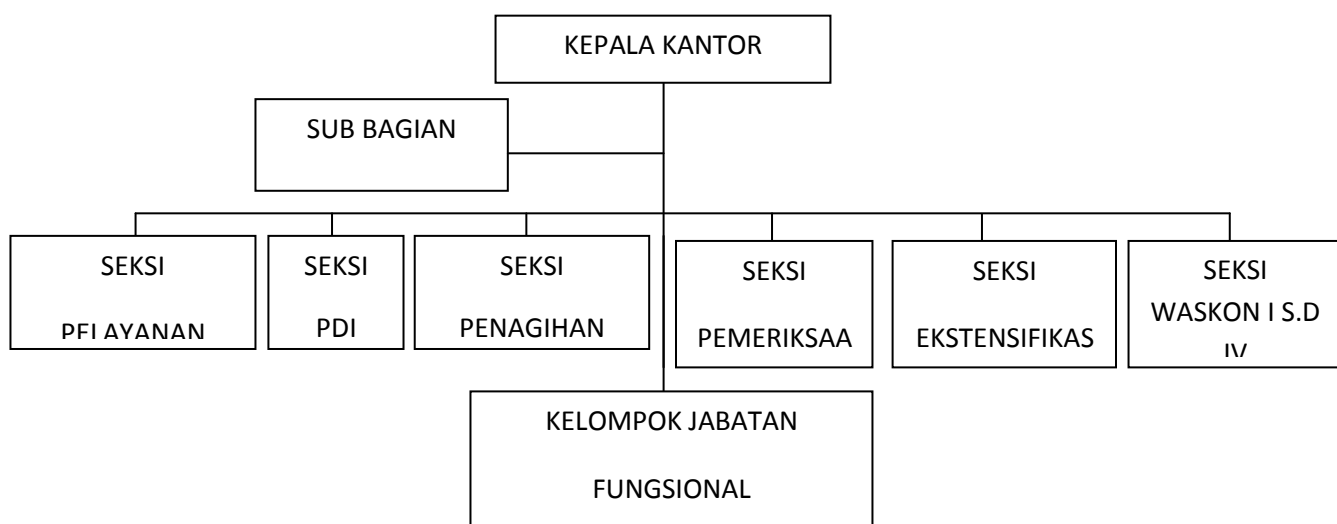 KEPALA KANTOR
SUB BAGIAN
SEKSI
PELAYANAN
SEKSI
PDI
SEKSI
PENAGIHAN
SEKSI
PEMERIKSAA
SEKSI
EKSTENSIFIKAS
SEKSI
WASKON I S.D
IV
KELOMPOK JABATAN
FUNGSIONAL